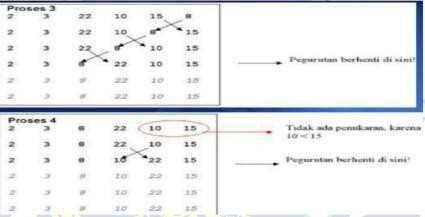 Proses 3
2 3 22 10 15 8
2 3 22 10 8 15
2 3 22 8 10 15
2 3 8 22 10 15 Pegurutan berhenti di sini!
2 3 8 22 10 15
2 3 8 22 10 15
Proses 4
2 3 8 22 10 15 Tidak ada penukaran, karena
10 < 15
2 3 8 22 10 15
2 3 8 10 22 15 Pegurutan berhenti di sini!
2 3 8 10 22 15
2 3 8 10 22 15
2 3 8 10 22 15